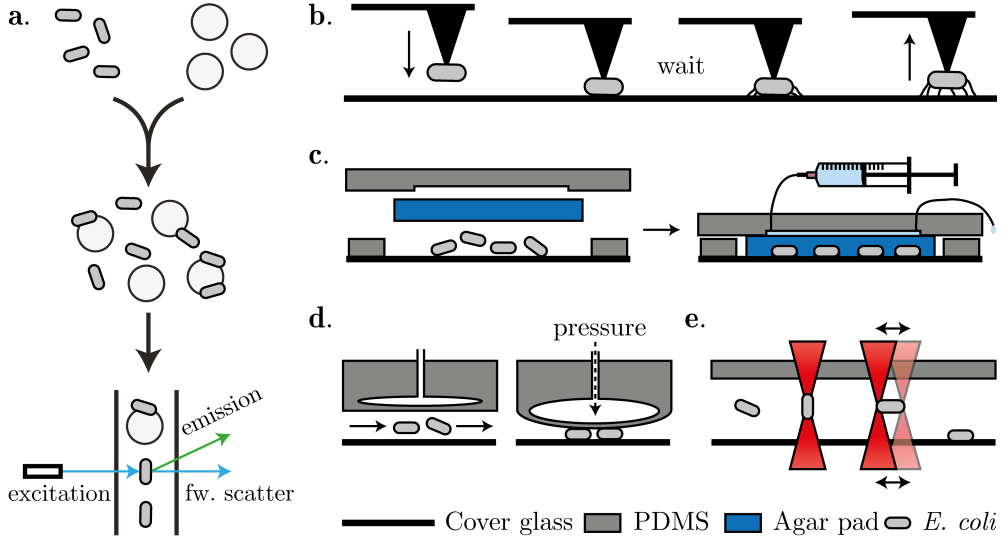 a.
b.
wait
c.
d.
pressure
e.
emission
excitation
fw. scatter
Cover glass
PDMS
Agar pad
E. coli